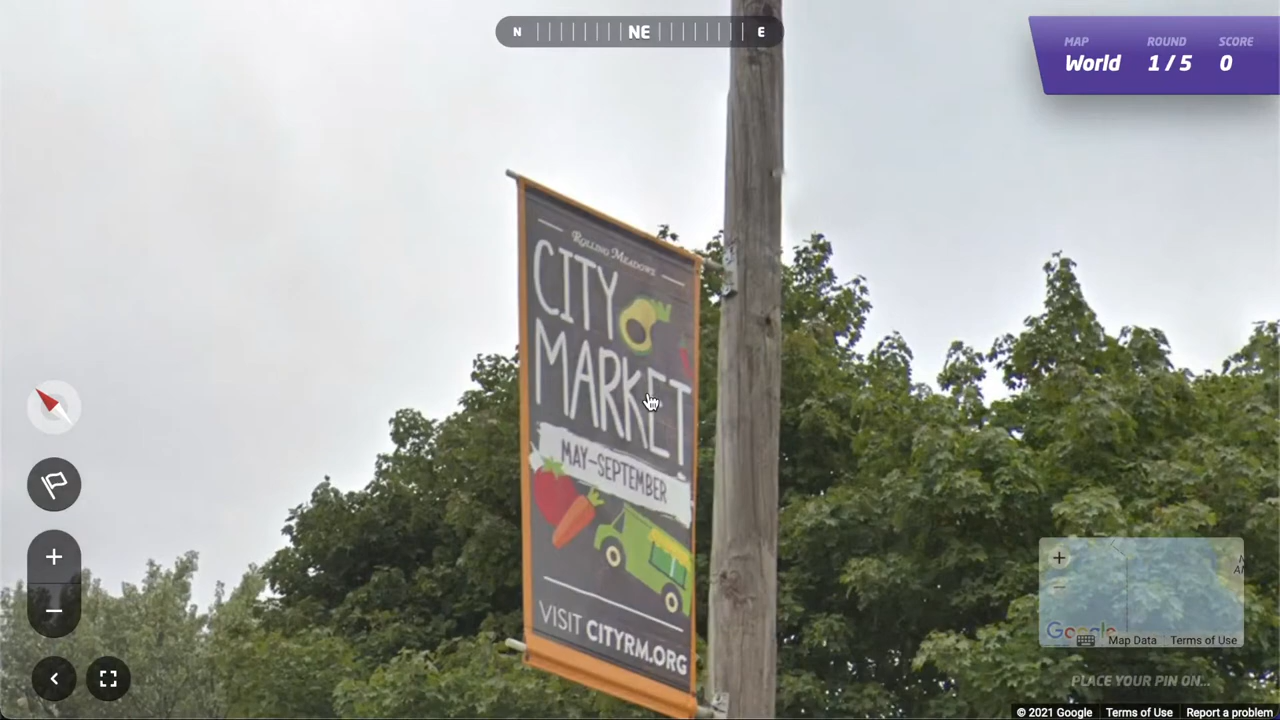 N NE E
MAP ROUND SCORE
World 1 / 5 0
ROLLING MEADOWS
CITY
MARKET
MAY–SEPTEMBER
VISIT CITYRM.ORG
+
−
+
−
Google
Map Data Terms of Use
PLACE YOUR PIN ON...
© 2021 Google Terms of Use Report a problem